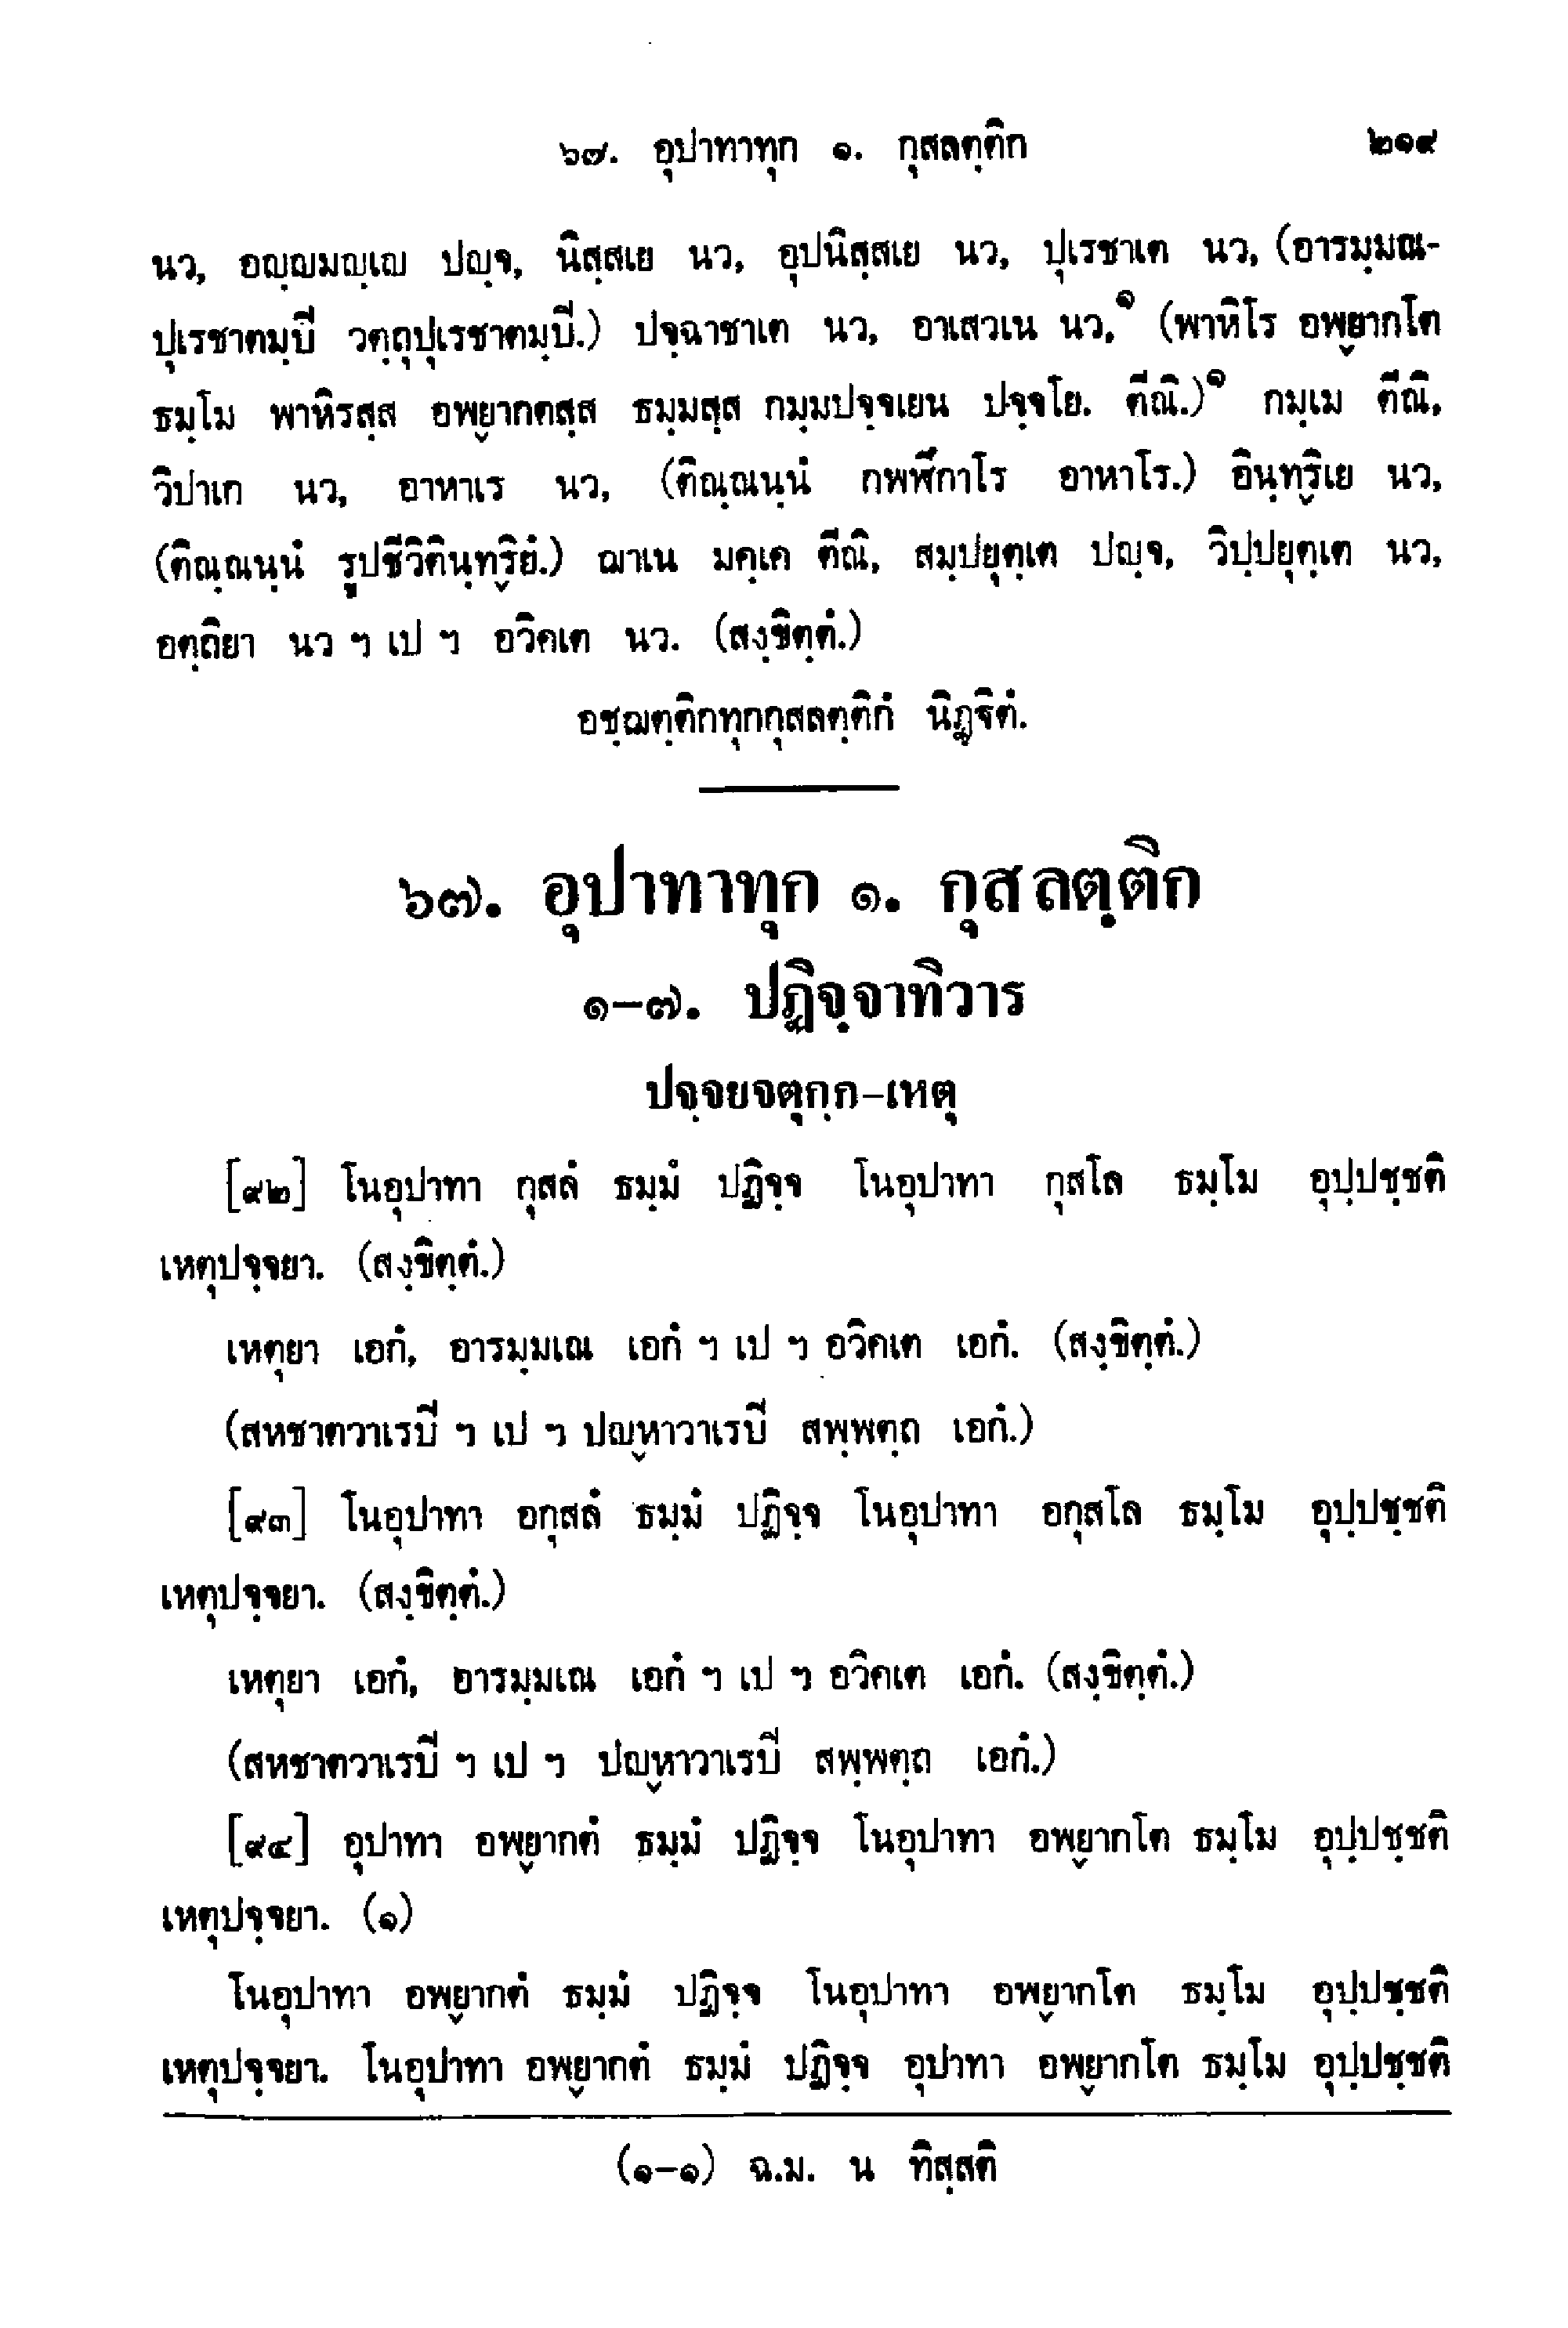 ๖๗. อุปาทาทุก ๑. กุสลตฺติก ๒๑๙
นว, อญฺญมญฺเญ ปญฺจ, นิสฺสเย นว, อุปนิสฺสเย นว, ปุเรชาเต นว, (อารมฺมณ-
ปุเรชาตมฺปิ วตฺถุปุเรชาตมฺปิ.) ปจฺฉาชาเต นว, อาเสวเน นว,๑ (พาหิโร อพฺยากโต
ธมฺโม พาหิรสฺส อพฺยากตสฺส ธมฺมสฺส กมฺมปจฺจเยน ปจฺจโย. ตีณิ.)๑ กมฺเม ตีณิ,
วิปาเก นว, อาหาเร นว, (ติณฺณนฺนํ กพฬีกาโร อาหาโร.) อินฺทฺริเย นว,
(ติณฺณนฺนํ รูปชีวิตินฺทฺริยํ.) ฌาเน มคฺเค ตีณิ, สมฺปยุตฺเต ปญฺจ, วิปฺปยุตฺเต นว,
อตฺถิยา นว ฯ เป ฯ อวิคเต นว. (สงฺขิตฺตํ.)
อชฺฌตฺติกทุกกุสลตฺติกํ นิฏฺฐิตํ.
๖๗. อุปาทาทุก ๑. กุสลตฺติก
๑-๗. ปฏิจฺจาทิวาร
ปจฺจยจตุกฺก-เหตุ
[๙๒] โนอุปาทา กุสลํ ธมฺมํ ปฏิจฺจ โนอุปาทา กุสโล ธมฺโม อุปฺปชฺชติ
เหตุปจฺจยา. (สงฺขิตฺตํ.)
เหตุยา เอกํ, อารมฺมเณ เอกํ ฯ เป ฯ อวิคเต เอกํ. (สงฺขิตฺตํ.)
(สหชาตวาเรปิ ฯ เป ฯ ปญฺหาวาเรปิ สพฺพตฺถ เอกํ.)
[๙๓] โนอุปาทา อกุสลํ ธมฺมํ ปฏิจฺจ โนอุปาทา อกุสโล ธมฺโม อุปฺปชฺชติ
เหตุปจฺจยา. (สงฺขิตฺตํ.)
เหตุยา เอกํ, อารมฺมเณ เอกํ ฯ เป ฯ อวิคเต เอกํ. (สงฺขิตฺตํ.)
(สหชาตวาเรปิ ฯ เป ฯ ปญฺหาวาเรปิ สพฺพตฺถ เอกํ.)
[๙๔] อุปาทา อพฺยากตํ ธมฺมํ ปฏิจฺจ โนอุปาทา อพฺยากโต ธมฺโม อุปฺปชฺชติ
เหตุปจฺจยา. (๑)
โนอุปาทา อพฺยากตํ ธมฺมํ ปฏิจฺจ โนอุปาทา อพฺยากโต ธมฺโม อุปฺปชฺชติ
เหตุปจฺจยา. โนอุปาทา อพฺยากตํ ธมฺมํ ปฏิจฺจ อุปาทา อพฺยากโต ธมฺโม อุปฺปชฺชติ
(๑-๑) ฉ.ม. น ทิสฺสติ